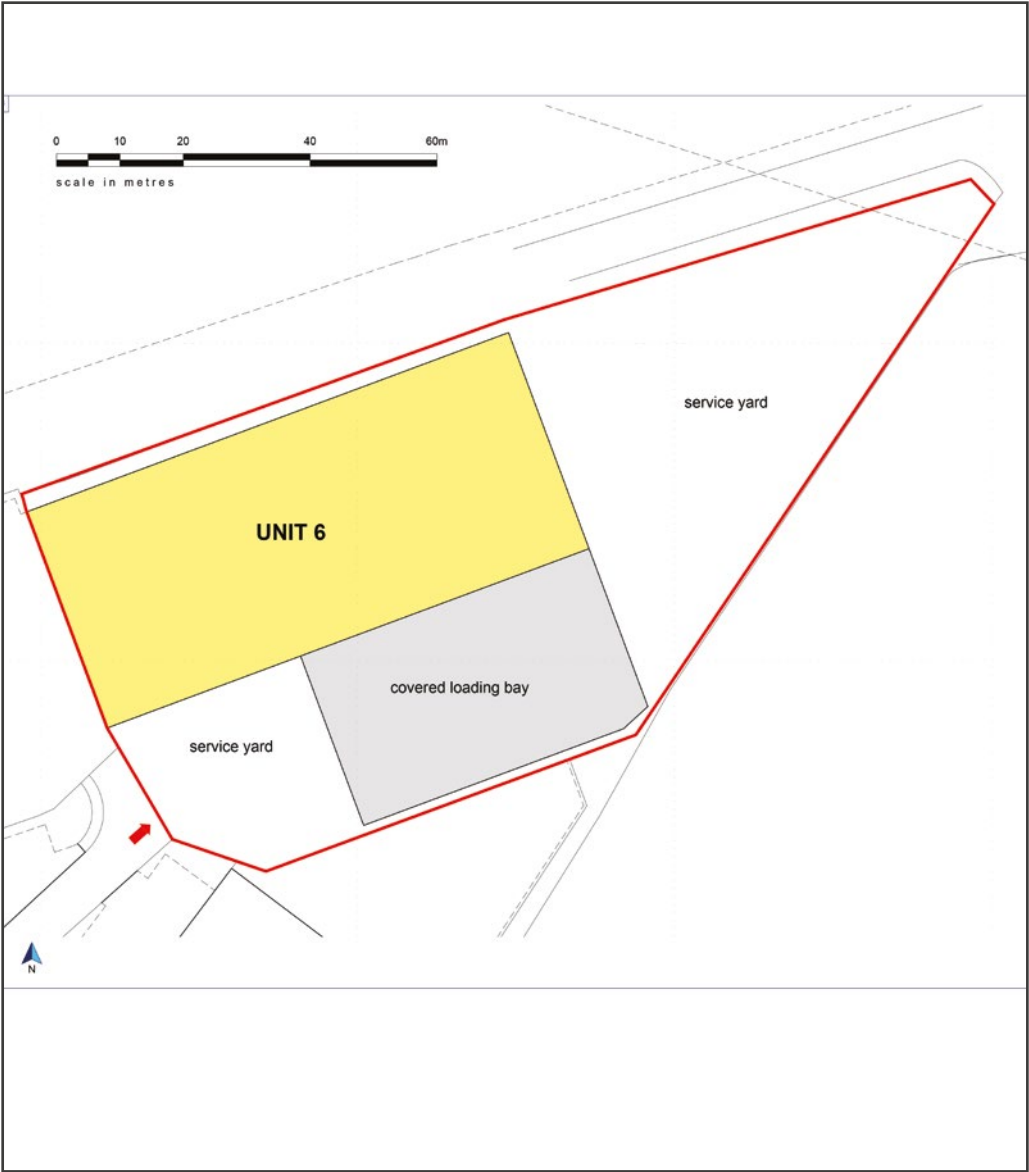 0 10 20 40 60m
scale in metres
service yard
UNIT 6
covered loading bay
service yard
N